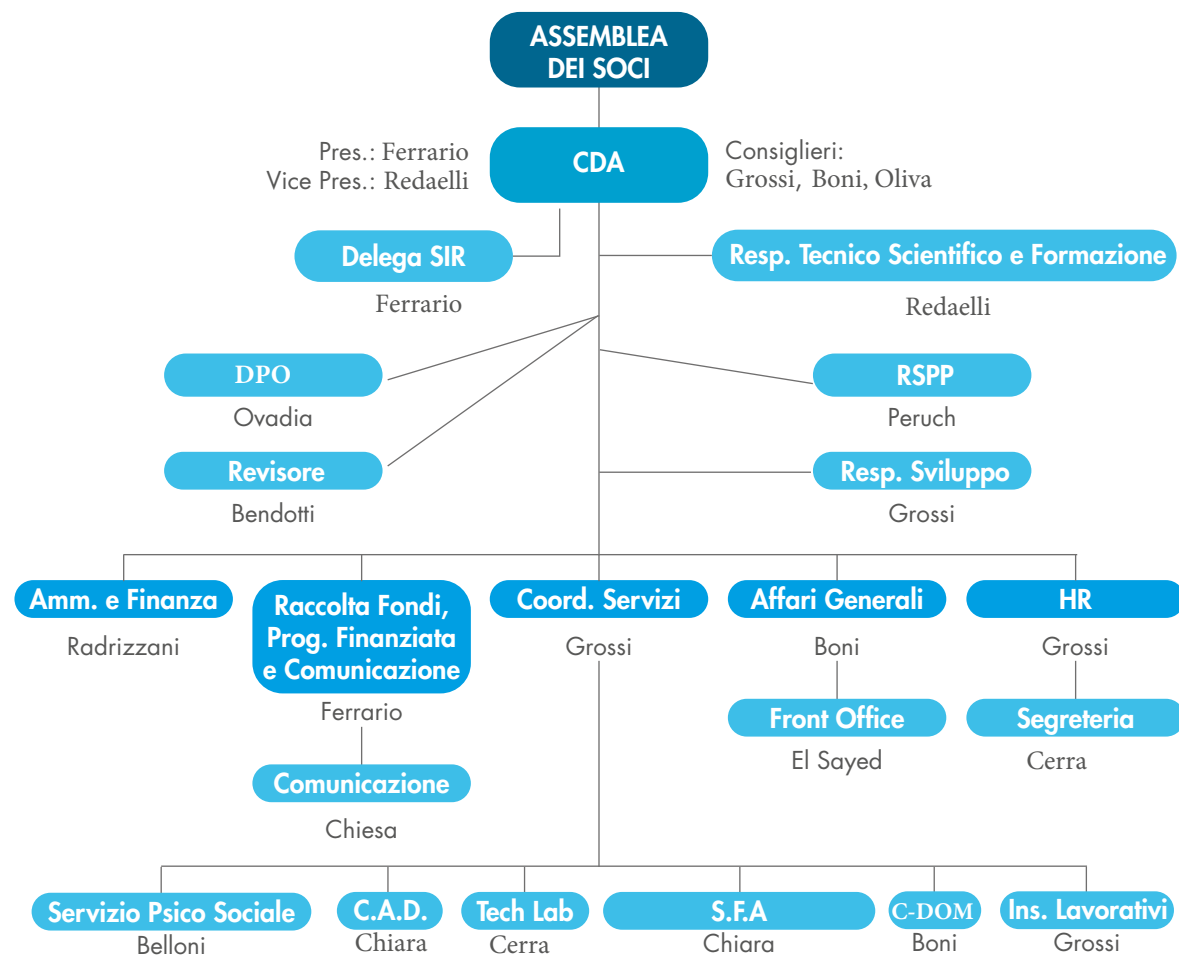 ASSEMBLEA
DEI SOCI
Pres.: Ferrario
Vice Pres.: Redaelli
CDA
Consiglieri:
Grossi, Boni, Oliva
Delega SIR
Ferrario
Resp. Tecnico Scientifico e Formazione
Redaelli
DPO
Ovadia
RSPP
Peruch
Revisore
Bendotti
Resp. Sviluppo
Grossi
Amm. e Finanza
Radrizzani
Raccolta Fondi,
Prog. Finanziata
e Comunicazione
Ferrario
Comunicazione
Chiesa
Coord. Servizi
Grossi
Affari Generali
Boni
Front Office
El Sayed
HR
Grossi
Segreteria
Cerra
Servizio Psico Sociale
Belloni
C.A.D.
Chiara
Tech Lab
Cerra
S.F.A
Chiara
C-DOM
Boni
Ins. Lavorativi
Grossi